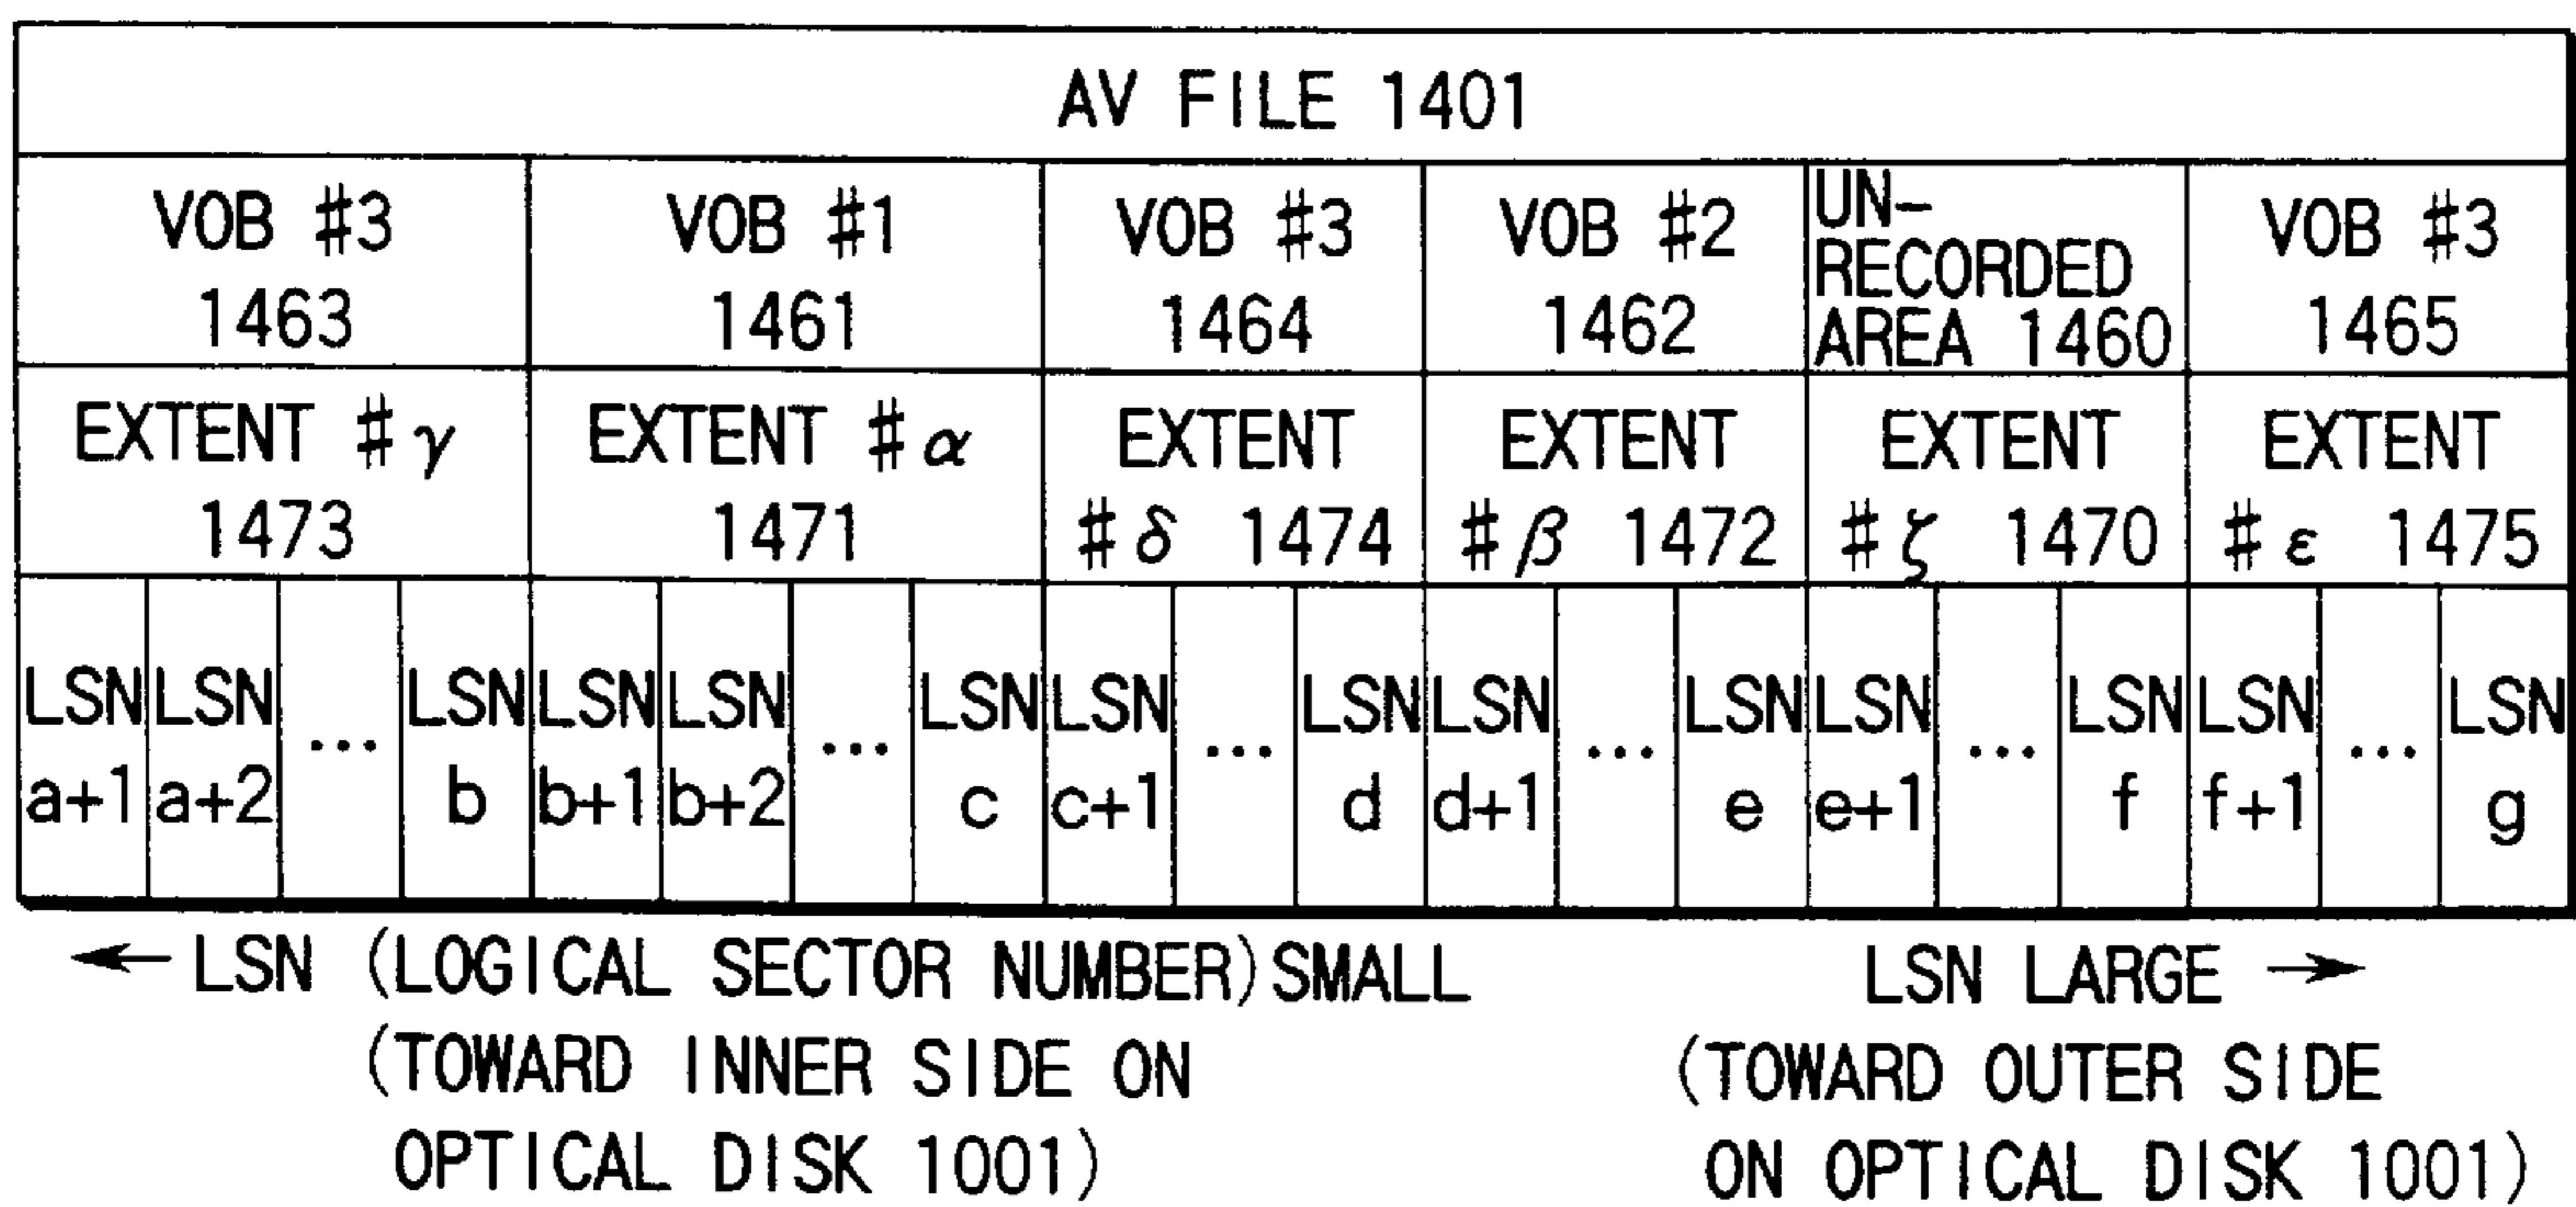 AV FILE 1401
VOB #3
1463
VOB #1
1461
VOB #3
1464
VOB #2
1462
UN-
RECORDED
AREA 1460
VOB #3
1465
EXTENT #γ
1473
EXTENT #α
1471
EXTENT
#δ 1474
EXTENT
#β 1472
EXTENT
#ζ 1470
EXTENT
#ε 1475
LSN
a+1
LSN
a+2
...
LSN
b
LSN
b+1
LSN
b+2
...
LSN
c
LSN
c+1
...
LSN
d
LSN
d+1
...
LSN
e
LSN
e+1
...
LSN
f
LSN
f+1
...
LSN
g
← LSN (LOGICAL SECTOR NUMBER)SMALL
(TOWARD INNER SIDE ON
OPTICAL DISK 1001)
LSN LARGE →
(TOWARD OUTER SIDE
ON OPTICAL DISK 1001)